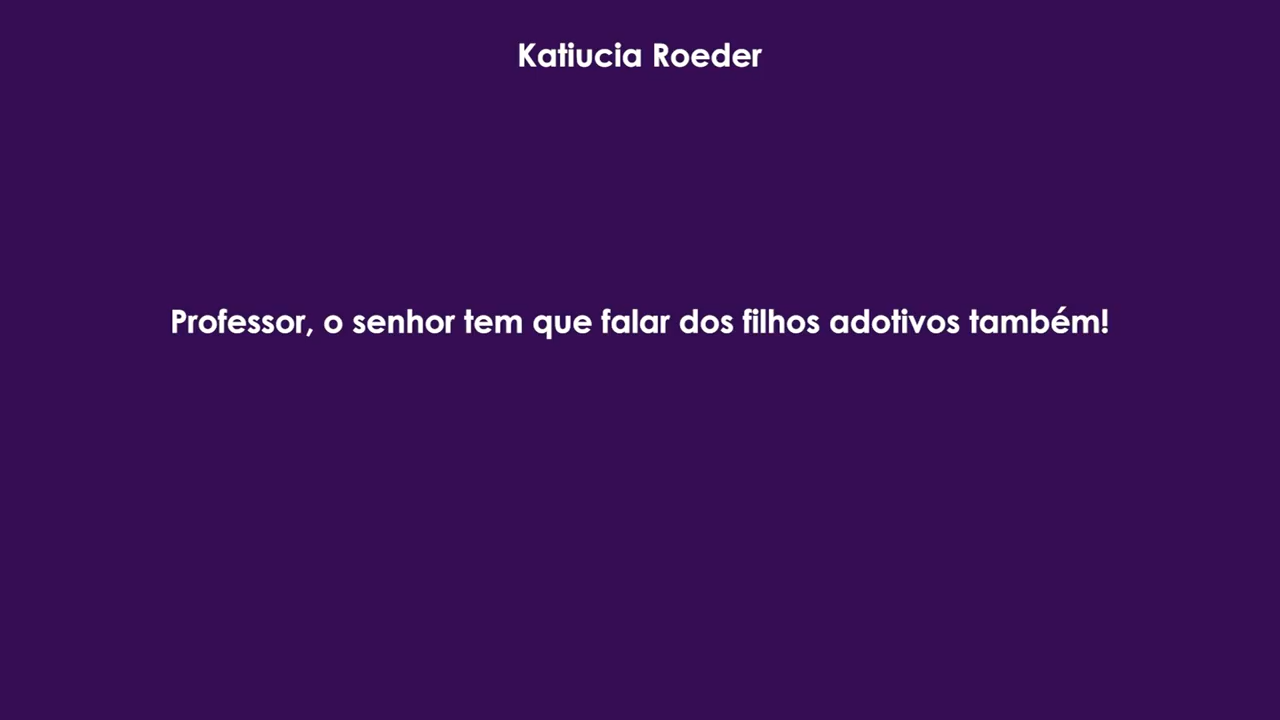 Katiucia Roeder
Professor, o senhor tem que falar dos filhos adotivos também!